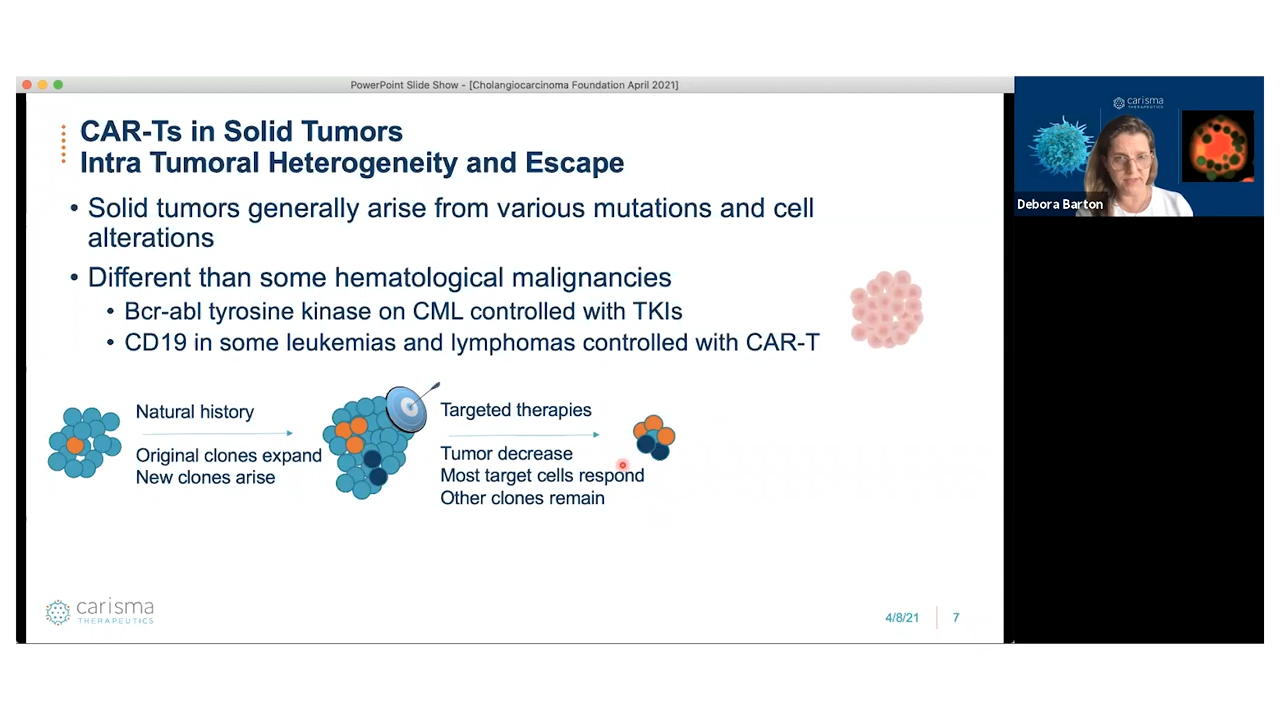 PowerPoint Slide Show - [Cholangiocarcinoma Foundation April 2021]
carisma
THERAPEUTICS
Debora Barton
CAR-Ts in Solid Tumors
Intra Tumoral Heterogeneity and Escape
• Solid tumors generally arise from various mutations and cell
alterations
• Different than some hematological malignancies
• Bcr-abl tyrosine kinase on CML controlled with TKIs
• CD19 in some leukemias and lymphomas controlled with CAR-T
Natural history
Original clones expand
New clones arise
Targeted therapies
Tumor decrease
Most target cells respond
Other clones remain
carisma
THERAPEUTICS
4/8/21
7